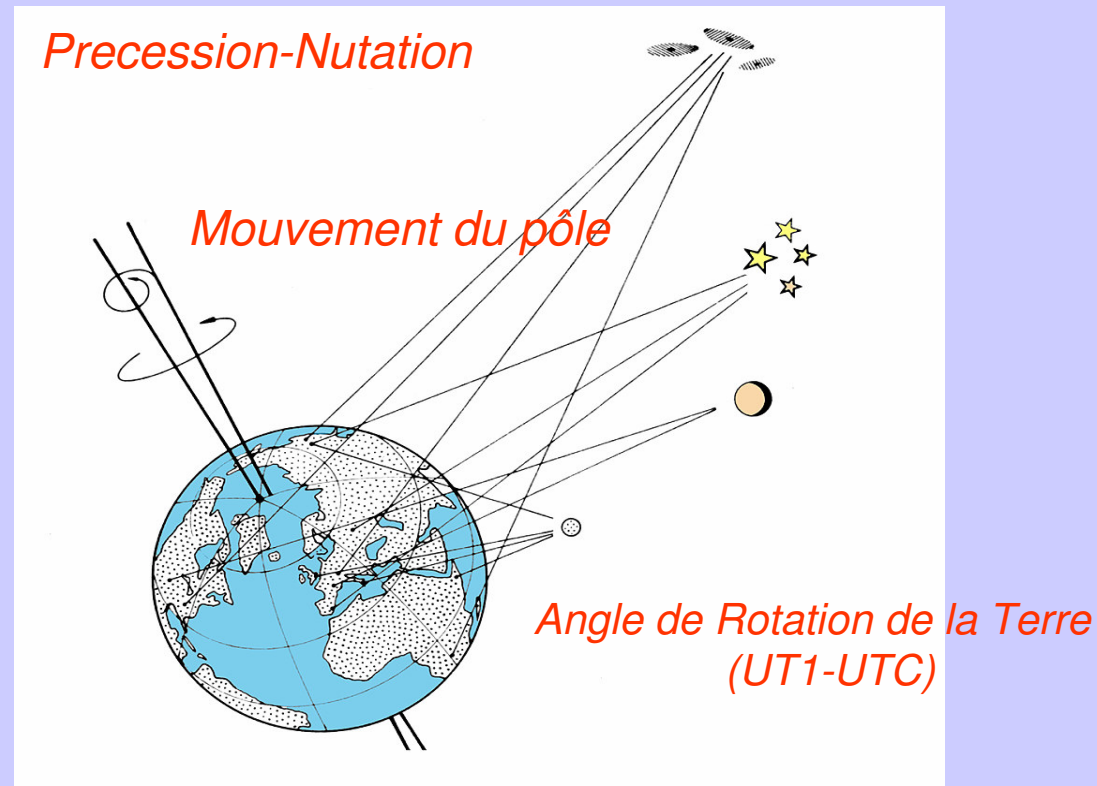 Precession-Nutation
Mouvement du pôle
Angle de Rotation de la Terre
(UT1-UTC)